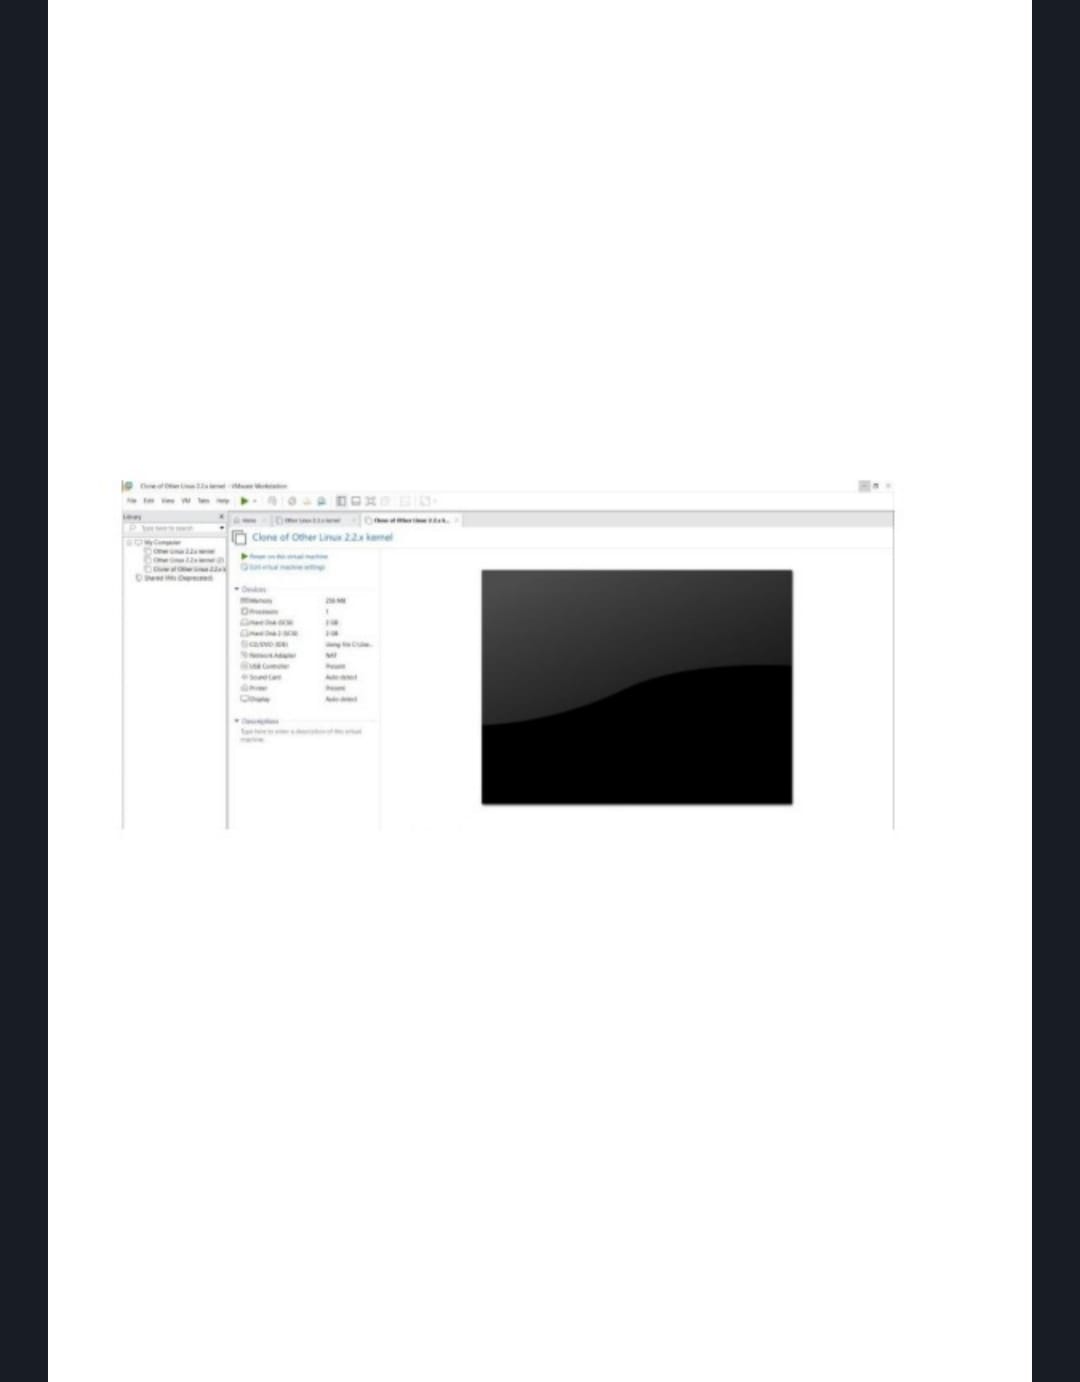 Clone of Other Linux 2.2.x kernel - VMware Workstation
File Edit View VM Tabs Help
Library
Type here to search
Home
Other Linux 2.2.x kernel
Clone of Other Linux 2.2.x k...
My Computer
Other Linux 2.2.x kernel
Other Linux 2.2.x kernel (2)
Clone of Other Linux 2.2.x k
Shared VMs (Deprecated)
Clone of Other Linux 2.2.x kernel
Power on this virtual machine
Edit virtual machine settings
Devices
Memory 256 MB
Processors 1
Hard Disk (SCSI) 2 GB
Hard Disk 2 (SCSI) 2 GB
CD/DVD (IDE) Using file C:\Use...
Network Adapter NAT
USB Controller Present
Sound Card Auto detect
Printer Present
Display Auto detect
Description
Type here to enter a description of this virtual
machine.